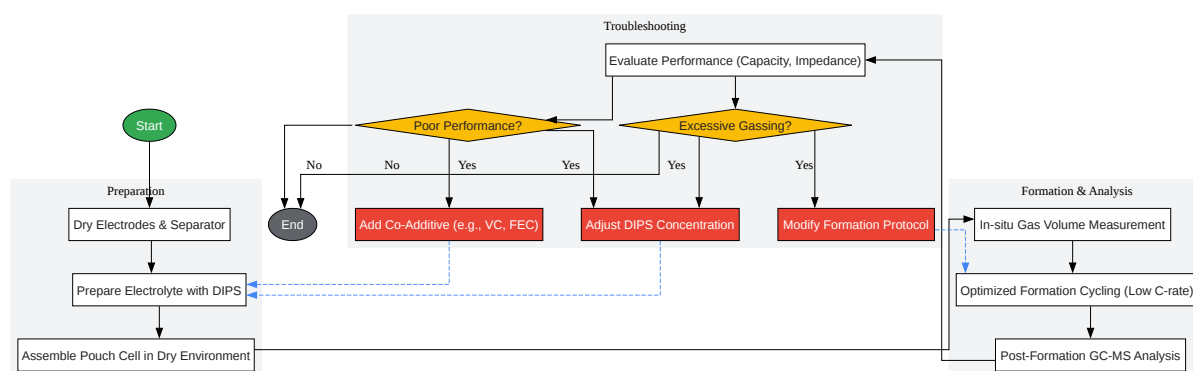 Troubleshooting
Evaluate Performance (Capacity, Impedance)
Start
Poor Performance?
Excessive Gassing?
No
No
Yes
Yes
Yes
Yes
Preparation
Formation & Analysis
Dry Electrodes & Separator
End
Add Co-Additive (e.g., VC, FEC)
Adjust DIPS Concentration
Modify Formation Protocol
In-situ Gas Volume Measurement
Prepare Electrolyte with DIPS
Optimized Formation Cycling (Low C-rate)
Assemble Pouch Cell in Dry Environment
Post-Formation GC-MS Analysis